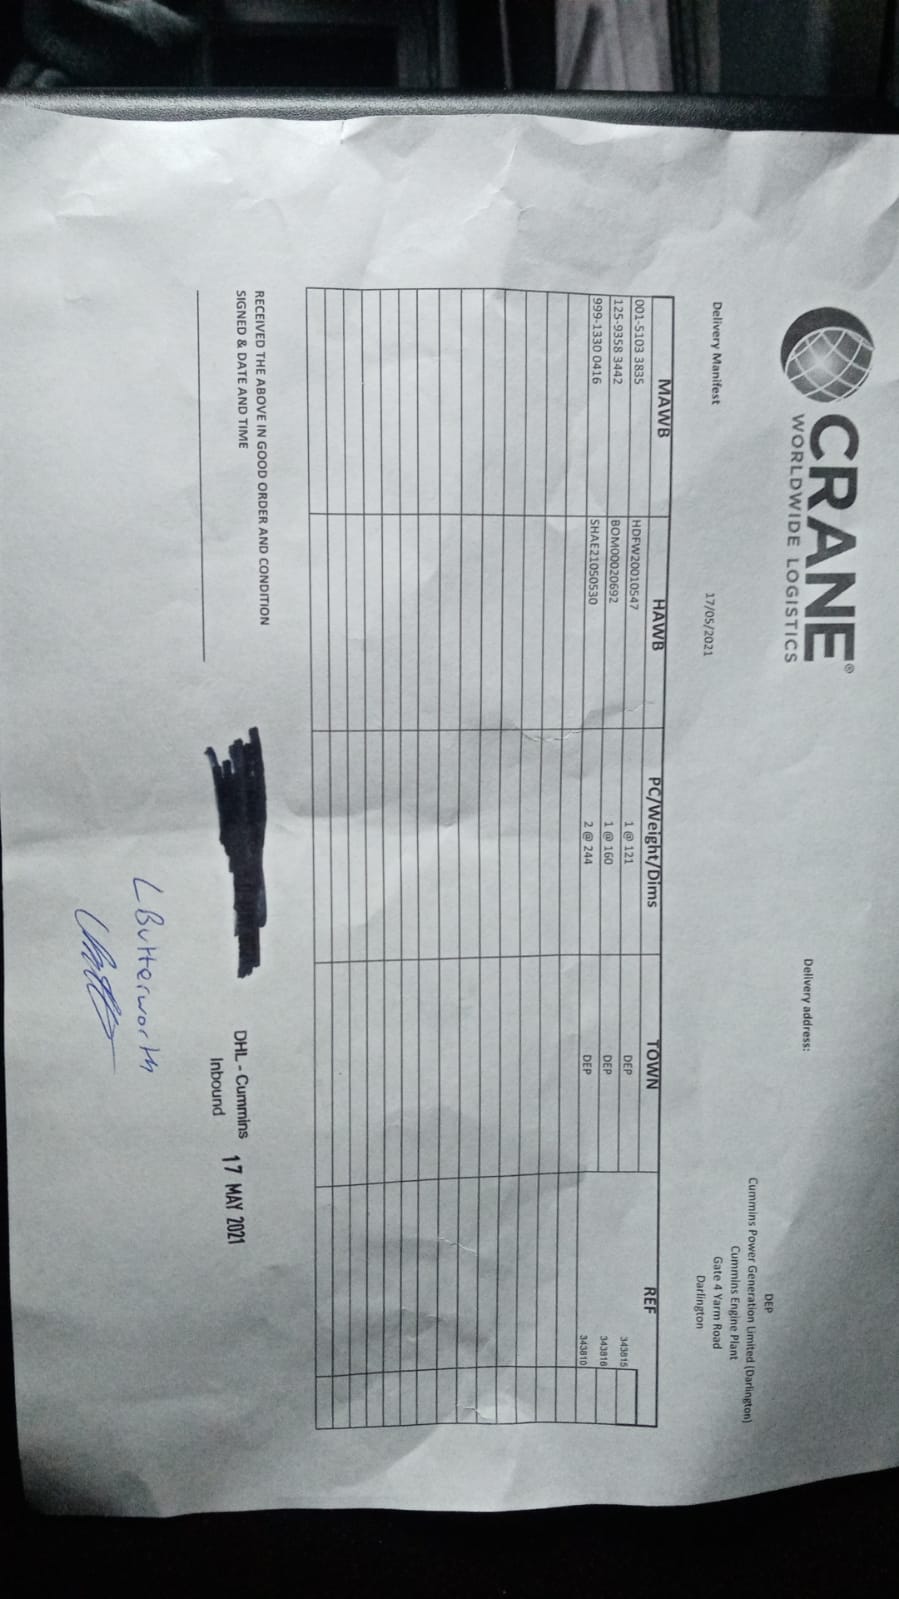 CRANE®
WORLDWIDE LOGISTICS
Delivery Manifest 17/05/2021
Delivery address:
DEP
Cummins Power Generation Limited (Darlington)
Cummins Engine Plant
Gate 4 Yarm Road
Darlington
MAWB HAWB PC/Weight/Dims TOWN REF
001-5103 3835 HDFW20010547 1 @ 121 DEP 343815
125-9358 3442 BOM00020692 1 @ 160 DEP 343816
999-1330 0416 SHAE21050530 2 @ 244 DEP 343810
RECEIVED THE ABOVE IN GOOD ORDER AND CONDITION
SIGNED & DATE AND TIME
DHL - Cummins 17 MAY 2021
Inbound
L Butterworth